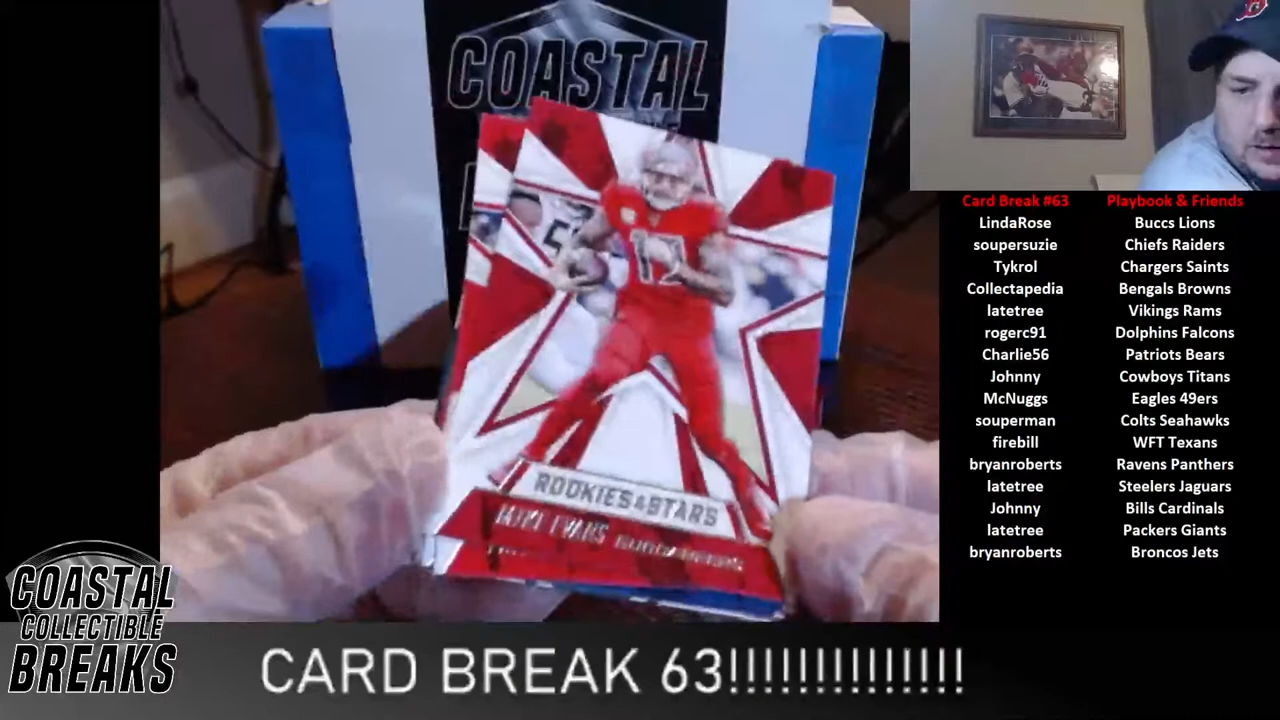 COASTAL
Card Break #63 Playbook & Friends
LindaRose Buccs Lions
soupersuzie Chiefs Raiders
Tykrol Chargers Saints
Collectapedia Bengals Browns
latetree Vikings Rams
rogerc91 Dolphins Falcons
Charlie56 Patriots Bears
Johnny Cowboys Titans
McNuggs Eagles 49ers
souperman Colts Seahawks
firebill WFT Texans
bryanroberts Ravens Panthers
latetree Steelers Jaguars
Johnny Bills Cardinals
latetree Packers Giants
bryanroberts Broncos Jets
ROOKIES & STARS
EVANS
COASTAL
COLLECTIBLE
BREAKS
CARD BREAK 63!!!!!!!!!!!!!!